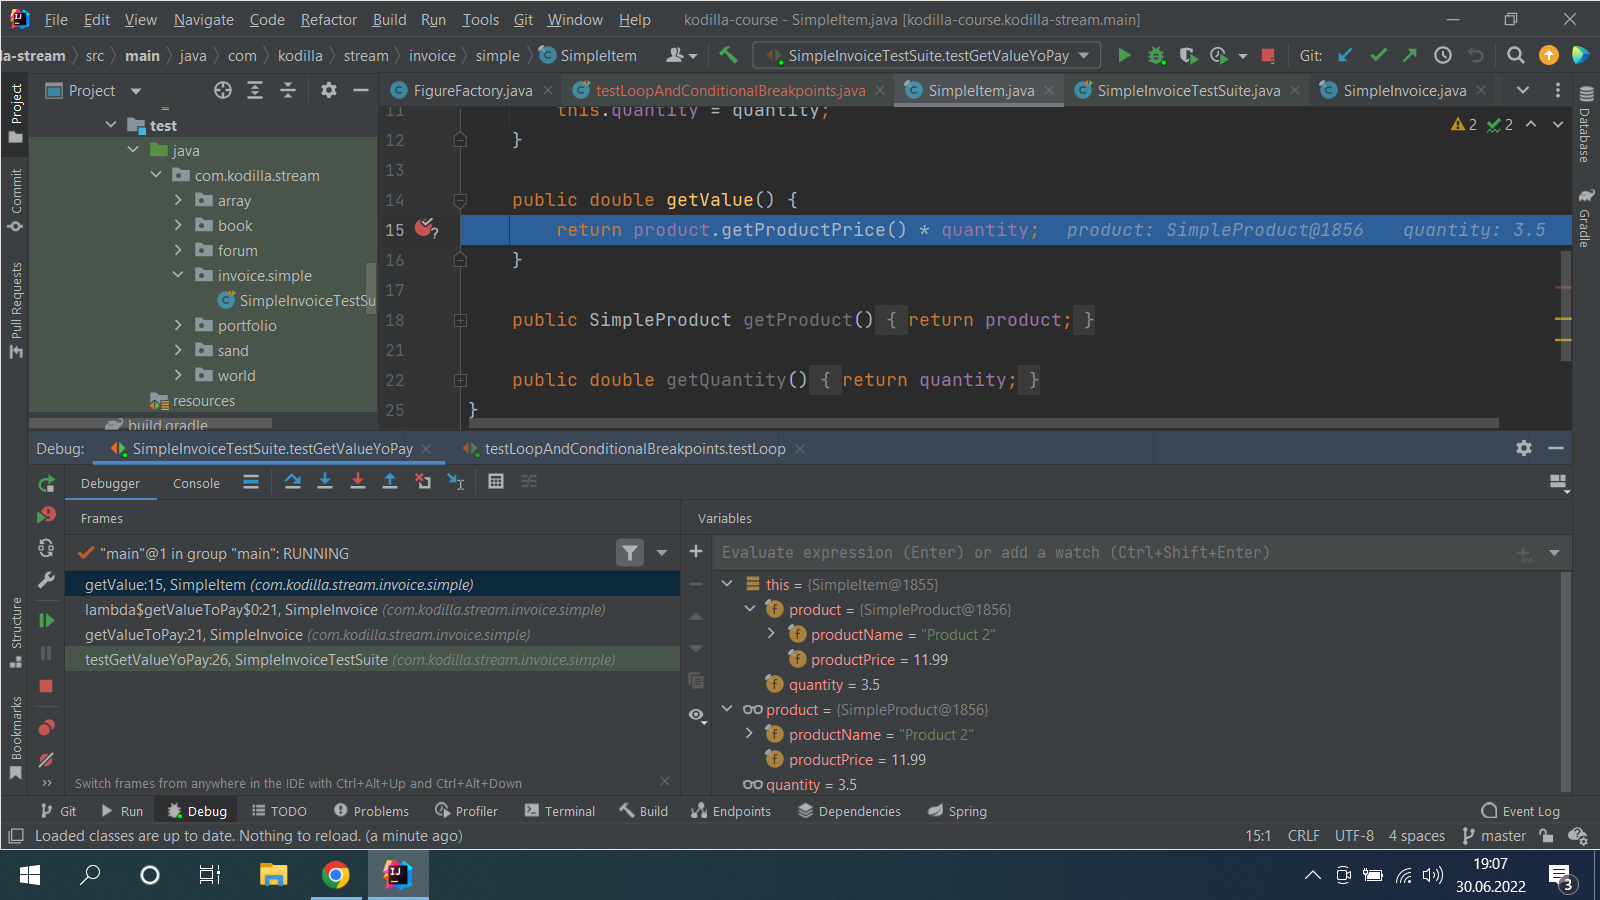 File Edit View Navigate Code Refactor Build Run Tools Git Window Help kodilla-course - SimpleItem.java [kodilla-course.kodilla-stream.main]
la-stream src main java com kodilla stream invoice simple SimpleItem SimpleInvoiceTestSuite.testGetValueYoPay Git:
Project FigureFactory.java testLoopAndConditionalBreakpoints.java SimpleItem.java SimpleInvoiceTestSuite.java SimpleInvoice.java
Project
Commit
Pull Requests
Structure
Bookmarks
test
java
com.kodilla.stream
array
book
forum
invoice.simple
SimpleInvoiceTestSu
portfolio
sand
world
resources
build.gradle
11 this.quantity = quantity;
2 2
12 }
13
14 public double getValue() {
15 return product.getProductPrice() * quantity; product: SimpleProduct@1856 quantity: 3.5
16 }
17
18 public SimpleProduct getProduct() { return product; }
21
22 public double getQuantity() { return quantity; }
25 }
Database
Gradle
Debug: SimpleInvoiceTestSuite.testGetValueYoPay testLoopAndConditionalBreakpoints.testLoop
Debugger Console
Frames
"main"@1 in group "main": RUNNING
getValue:15, SimpleItem (com.kodilla.stream.invoice.simple)
lambda$getValueToPay$0:21, SimpleInvoice (com.kodilla.stream.invoice.simple)
getValueToPay:21, SimpleInvoice (com.kodilla.stream.invoice.simple)
testGetValueYoPay:26, SimpleInvoiceTestSuite (com.kodilla.stream.invoice.simple)
Switch frames from anywhere in the IDE with Ctrl+Alt+Up and Ctrl+Alt+Down
Variables
Evaluate expression (Enter) or add a watch (Ctrl+Shift+Enter)
this = {SimpleItem@1855}
product = {SimpleProduct@1856}
productName = "Product 2"
productPrice = 11.99
quantity = 3.5
product = {SimpleProduct@1856}
productName = "Product 2"
productPrice = 11.99
quantity = 3.5
Git Run Debug TODO Problems Profiler Terminal Build Endpoints Dependencies Spring Event Log
Loaded classes are up to date. Nothing to reload. (a minute ago) 15:1 CRLF UTF-8 4 spaces master
19:07
30.06.2022
3